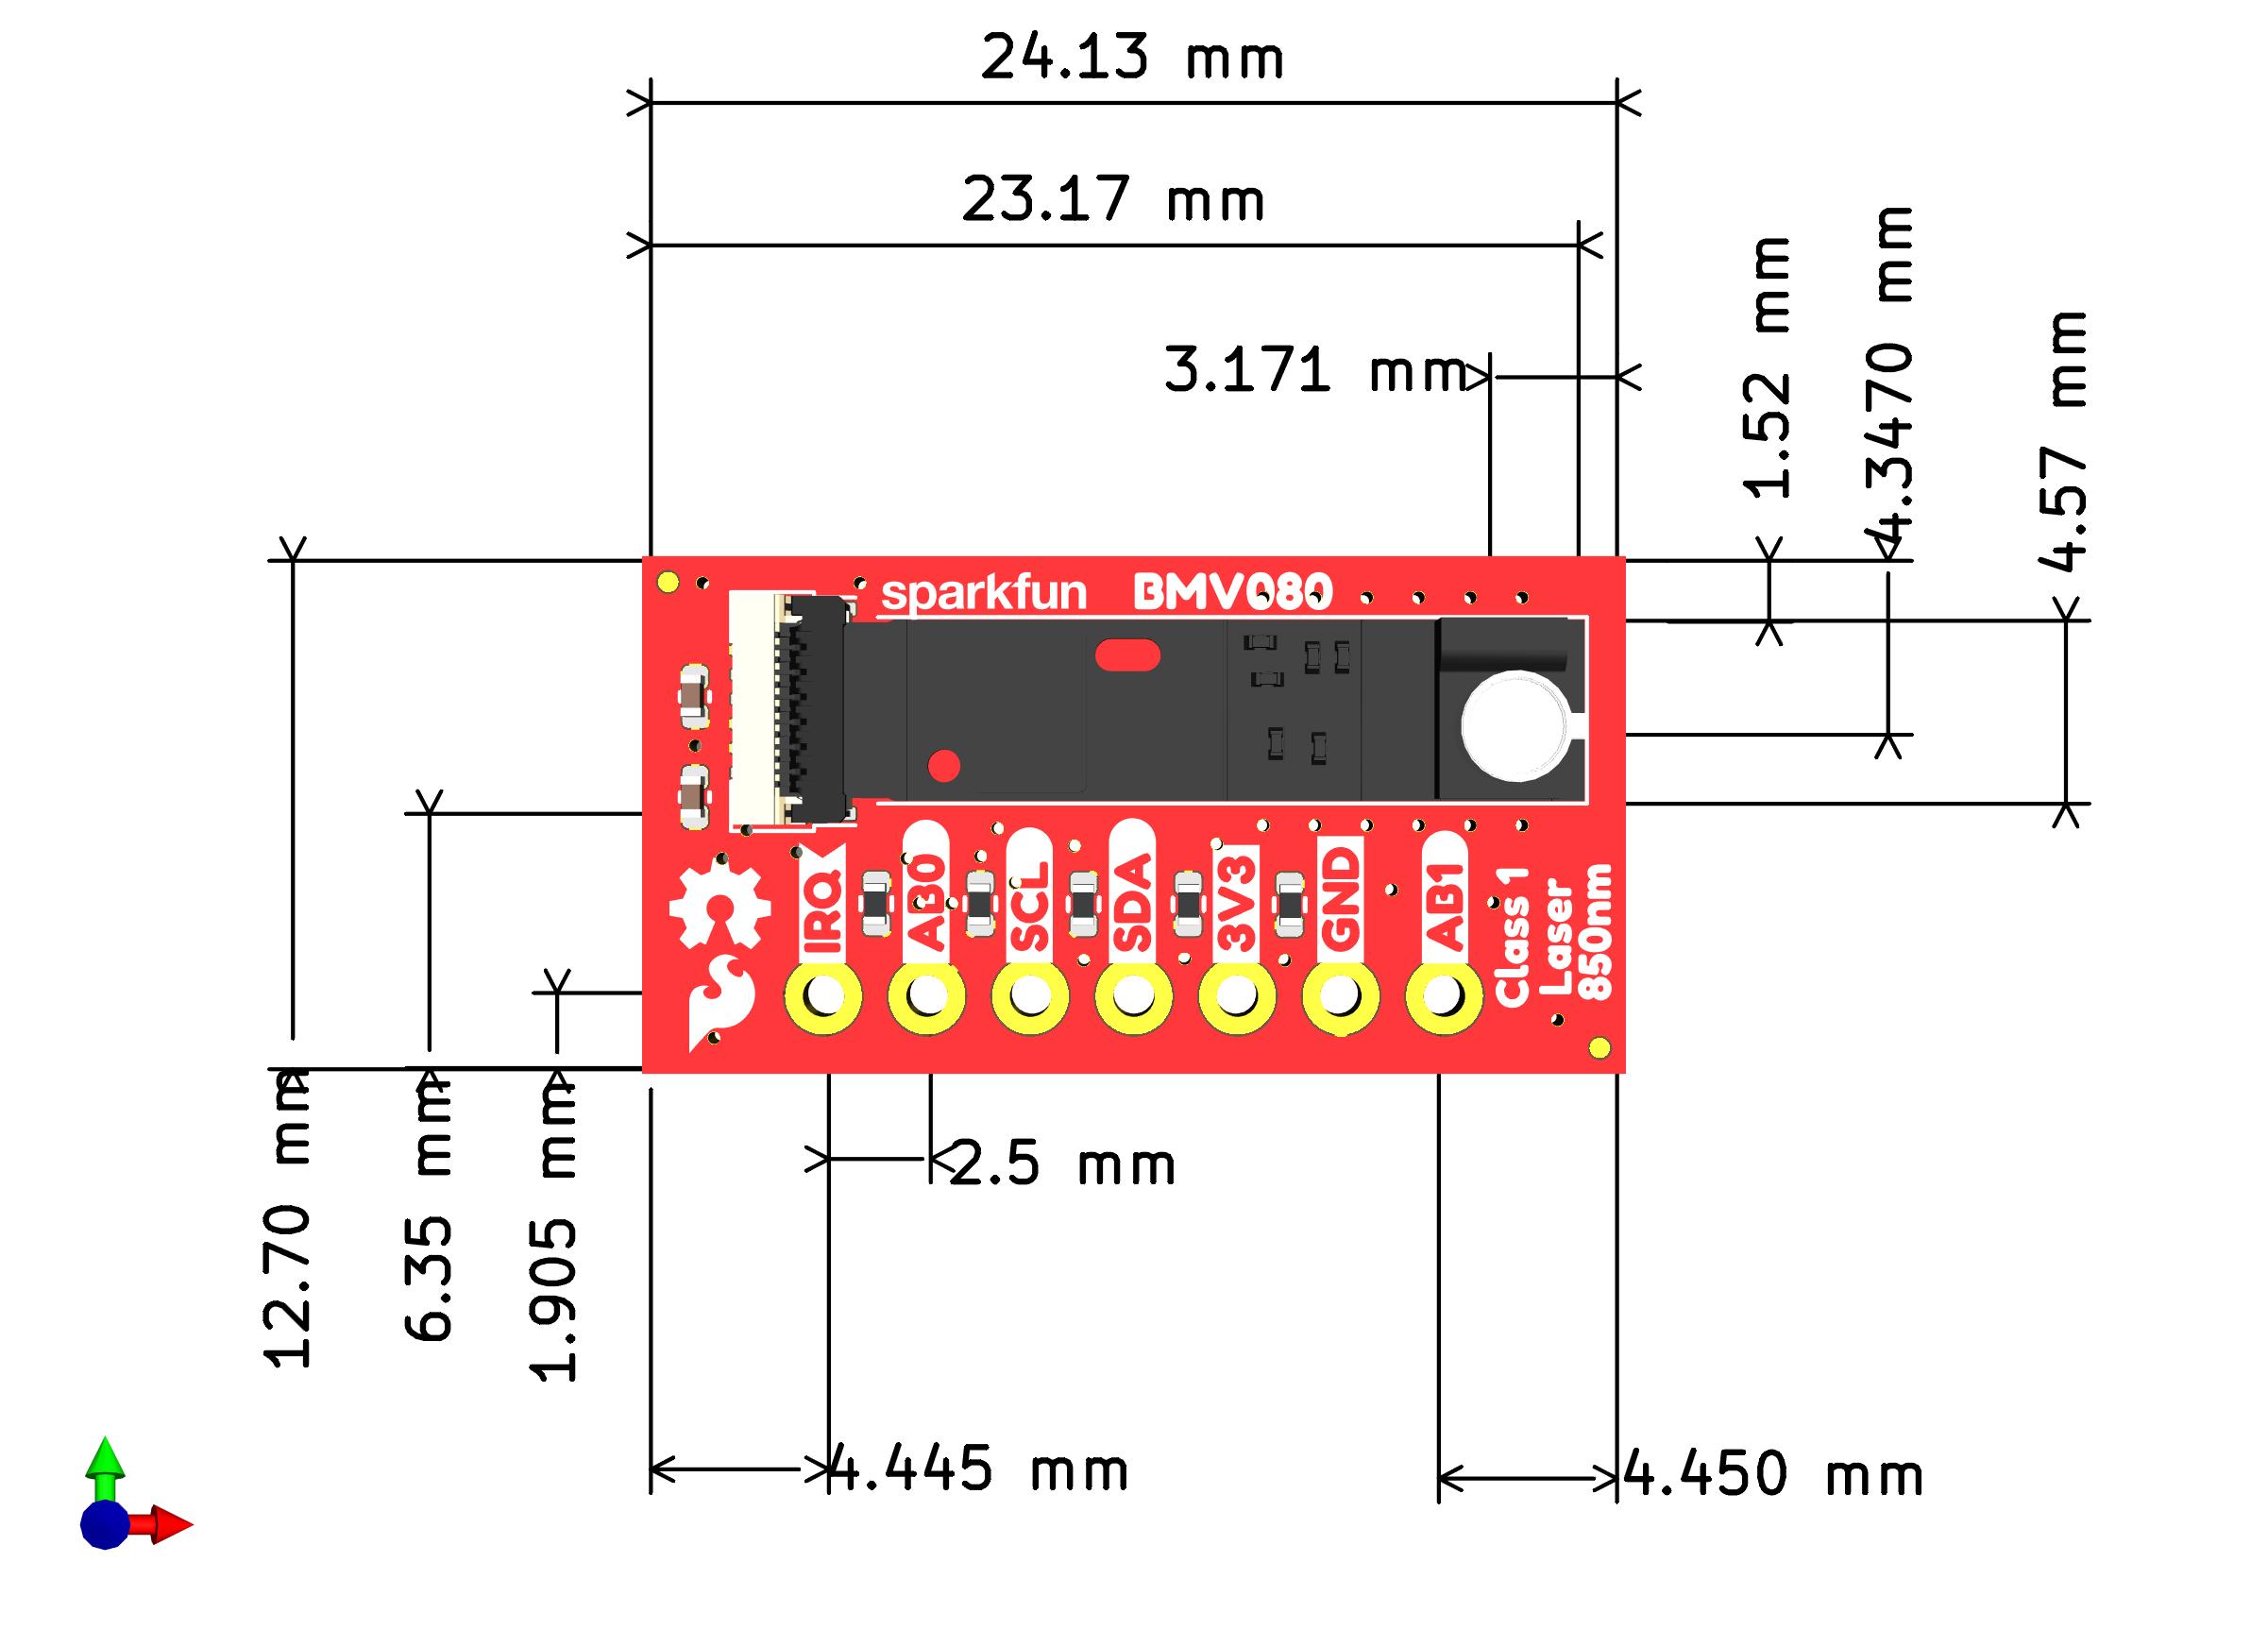 24.13 mm
23.17 mm
3.171 mm
1.52 mm
4.3470 mm
4.57 mm
sparkfun BMV080
IRQ
AB0
SCL
SDA
3V3
GND
AB1
Class 1
Laser
850nm
12.70 mm
6.35 mm
1.905 mm
2.5 mm
4.445 mm
4.450 mm